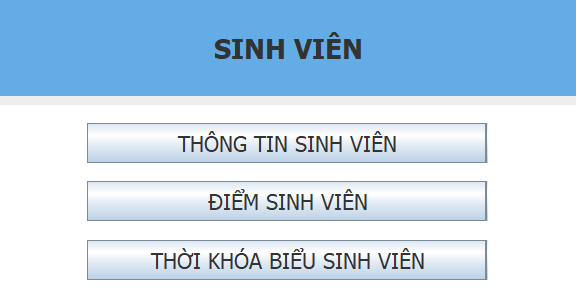 SINH VIÊN
THÔNG TIN SINH VIÊN
ĐIỂM SINH VIÊN
THỜI KHÓA BIỂU SINH VIÊN